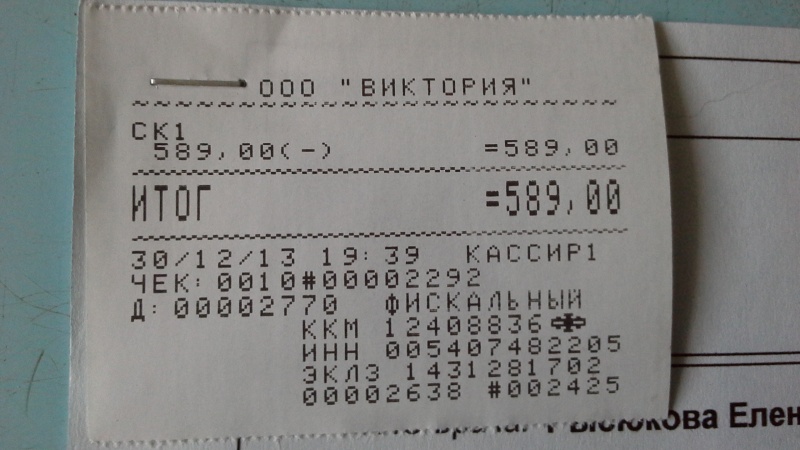 ООО "ВИКТОРИЯ"
СК1
589,00(-) =589,00
ИТОГ =589,00
30/12/13 19:39 КАССИР1
ЧЕК: 0010#00002292
Д: 00002770 ФИСКАЛЬНЫЙ
ККМ 12408836
ИНН 005407482205
ЭКЛЗ 1431281702
00002638 #002425
Елен